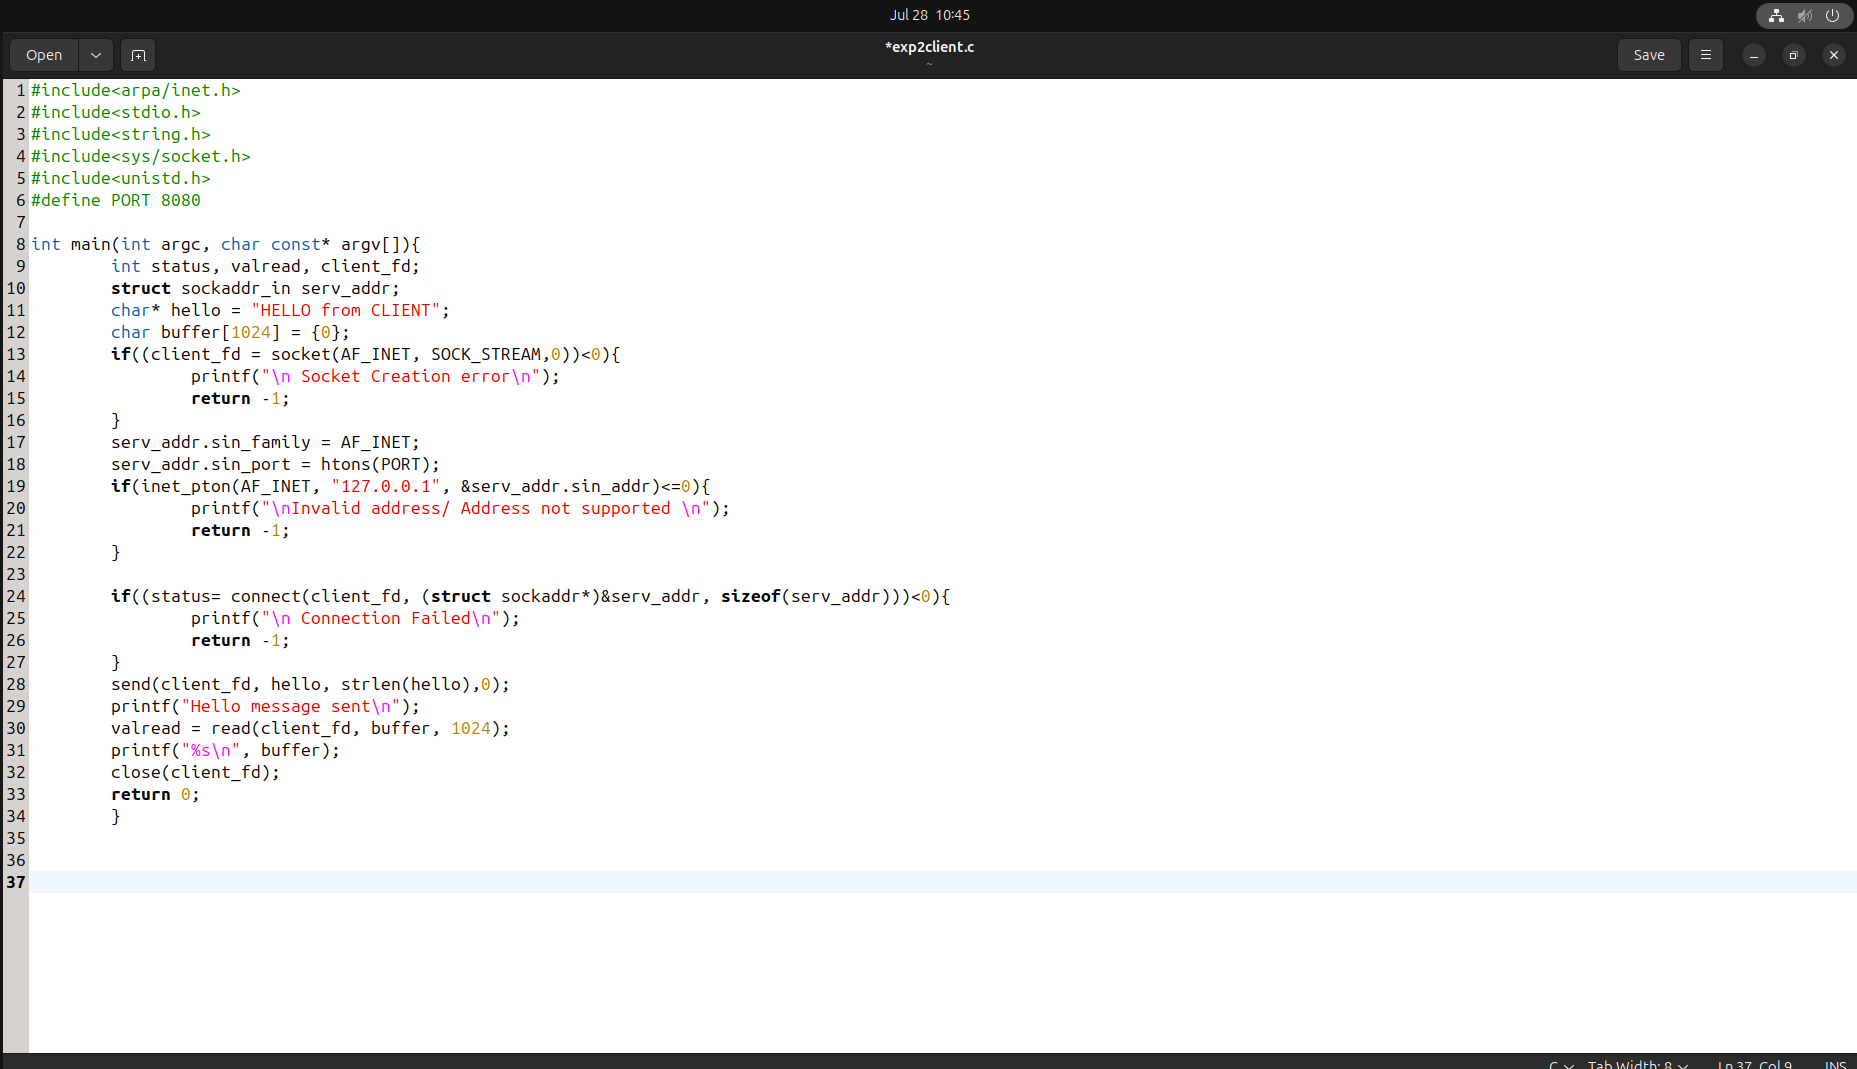 Jul 28 10:45
Open
*exp2client.c
~
Save
1 #include<arpa/inet.h>
2 #include<stdio.h>
3 #include<string.h>
4 #include<sys/socket.h>
5 #include<unistd.h>
6 #define PORT 8080
7
8 int main(int argc, char const* argv[]){
9         int status, valread, client_fd;
10         struct sockaddr_in serv_addr;
11         char* hello = "HELLO from CLIENT";
12         char buffer[1024] = {0};
13         if((client_fd = socket(AF_INET, SOCK_STREAM,0))<0){
14                 printf("\n Socket Creation error\n");
15                 return -1;
16         }
17         serv_addr.sin_family = AF_INET;
18         serv_addr.sin_port = htons(PORT);
19         if(inet_pton(AF_INET, "127.0.0.1", &serv_addr.sin_addr)<=0){
20                 printf("\nInvalid address/ Address not supported \n");
21                 return -1;
22         }
23
24         if((status= connect(client_fd, (struct sockaddr*)&serv_addr, sizeof(serv_addr)))<0){
25                 printf("\n Connection Failed\n");
26                 return -1;
27         }
28         send(client_fd, hello, strlen(hello),0);
29         printf("Hello message sent\n");
30         valread = read(client_fd, buffer, 1024);
31         printf("%s\n", buffer);
32         close(client_fd);
33         return 0;
34         }
35
36
37
C Tab Width: 8 Ln 37, Col 9 INS